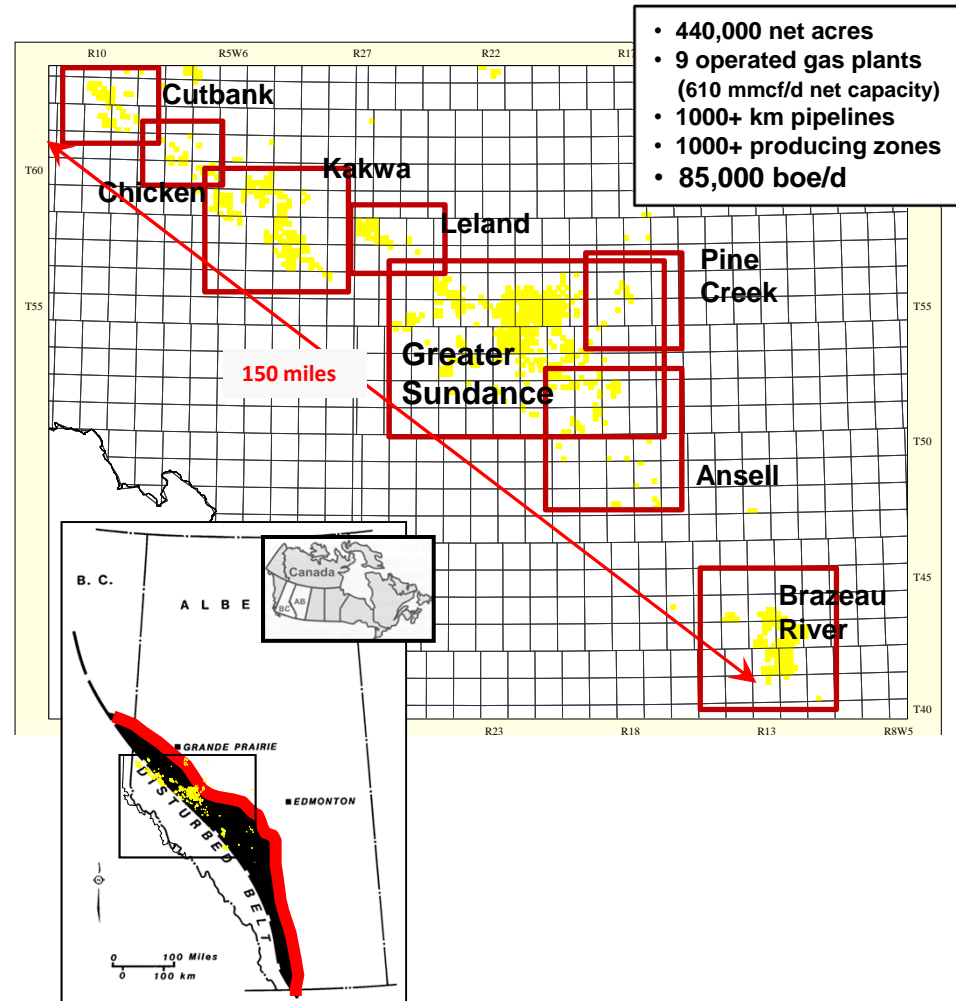 • 440,000 net acres
• 9 operated gas plants
(610 mmcf/d net capacity)
• 1000+ km pipelines
• 1000+ producing zones
• 85,000 boe/d
R10
R5W6
R27
R22
Cutbank
T60
Chicken
Kakwa
Leland
Pine
Creek
T55
T55
Greater
Sundance
150 miles
T50
Ansell
T45
Brazeau
River
T40
R23
R18
R13
R8W5
B. C.
ALBE
Canada
BC
AB
GRANDE PRAIRIE
EDMONTON
DISTURBED BELT
0 100 Miles
0 100 km